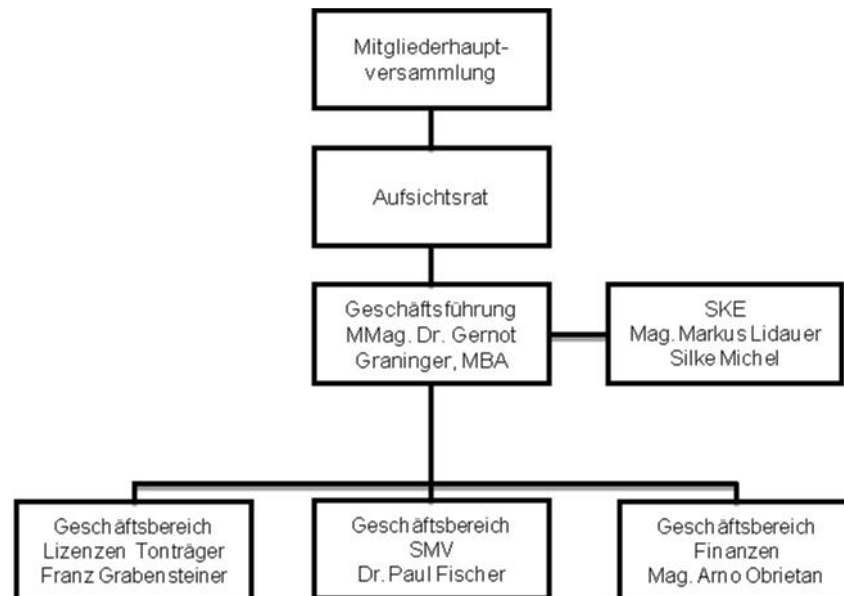 Mitgliederhaupt-
versammlung
Aufsichtsrat
Geschäftsführung
MMag. Dr. Gernot
Graninger, MBA
SKE
Mag. Markus Lidauer
Silke Michel
Geschäftsbereich
Lizenzen Tonträger
Franz Grabensteiner
Geschäftsbereich
SMV
Dr. Paul Fischer
Geschäftsbereich
Finanzen
Mag. Arno Obrietan